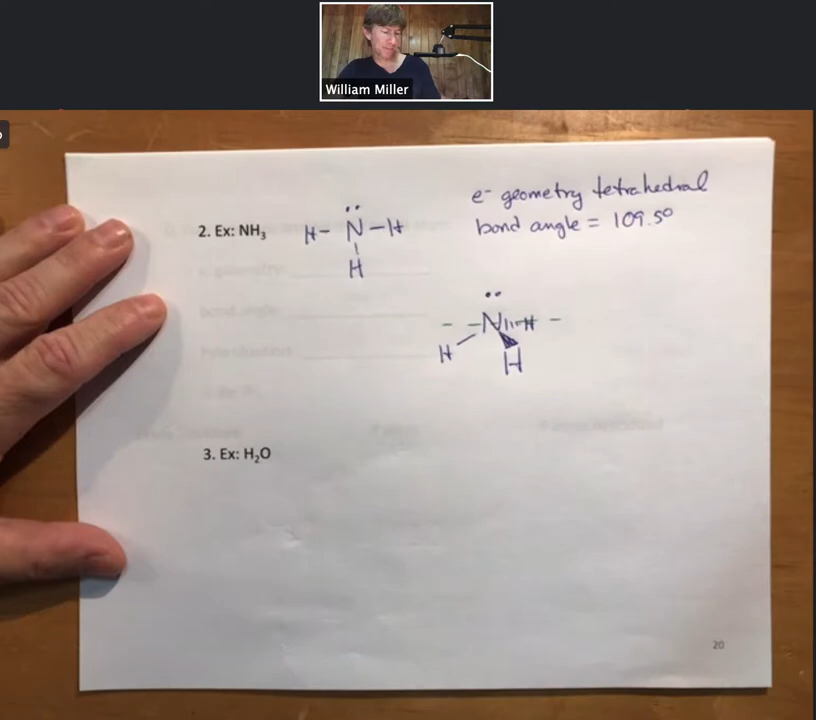 William Miller
e- geometry tetrahedral
2. Ex: NH₃
H-N-H
bond angle = 109.5°
H
N
H
H
H
3. Ex: H₂O
20